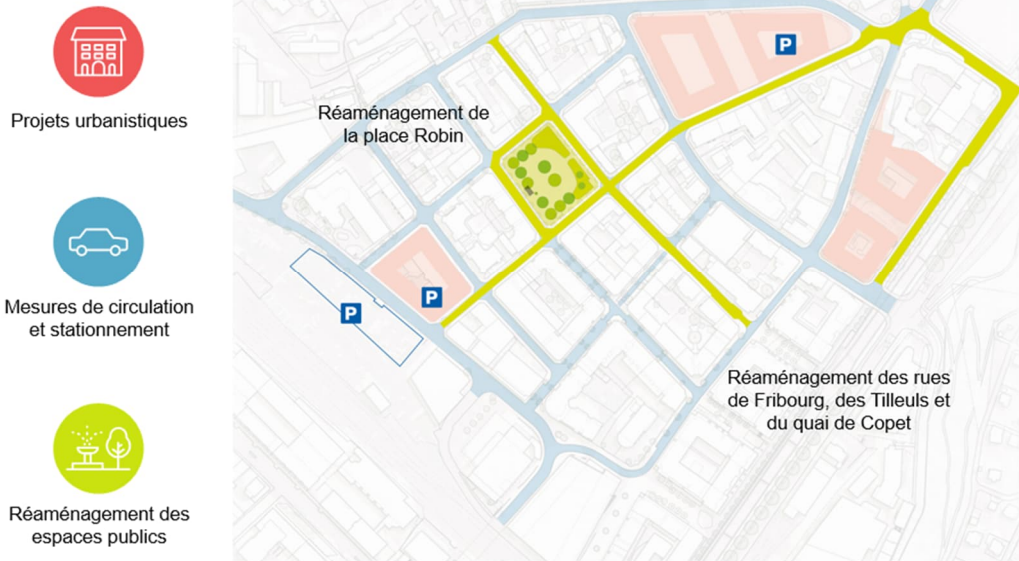 Projets urbanistiques
Mesures de circulation
et stationnement
Réaménagement des
espaces publics
Réaménagement de
la place Robin
P
P
P
Réaménagement des rues
de Fribourg, des Tilleuls et
du quai de Copet